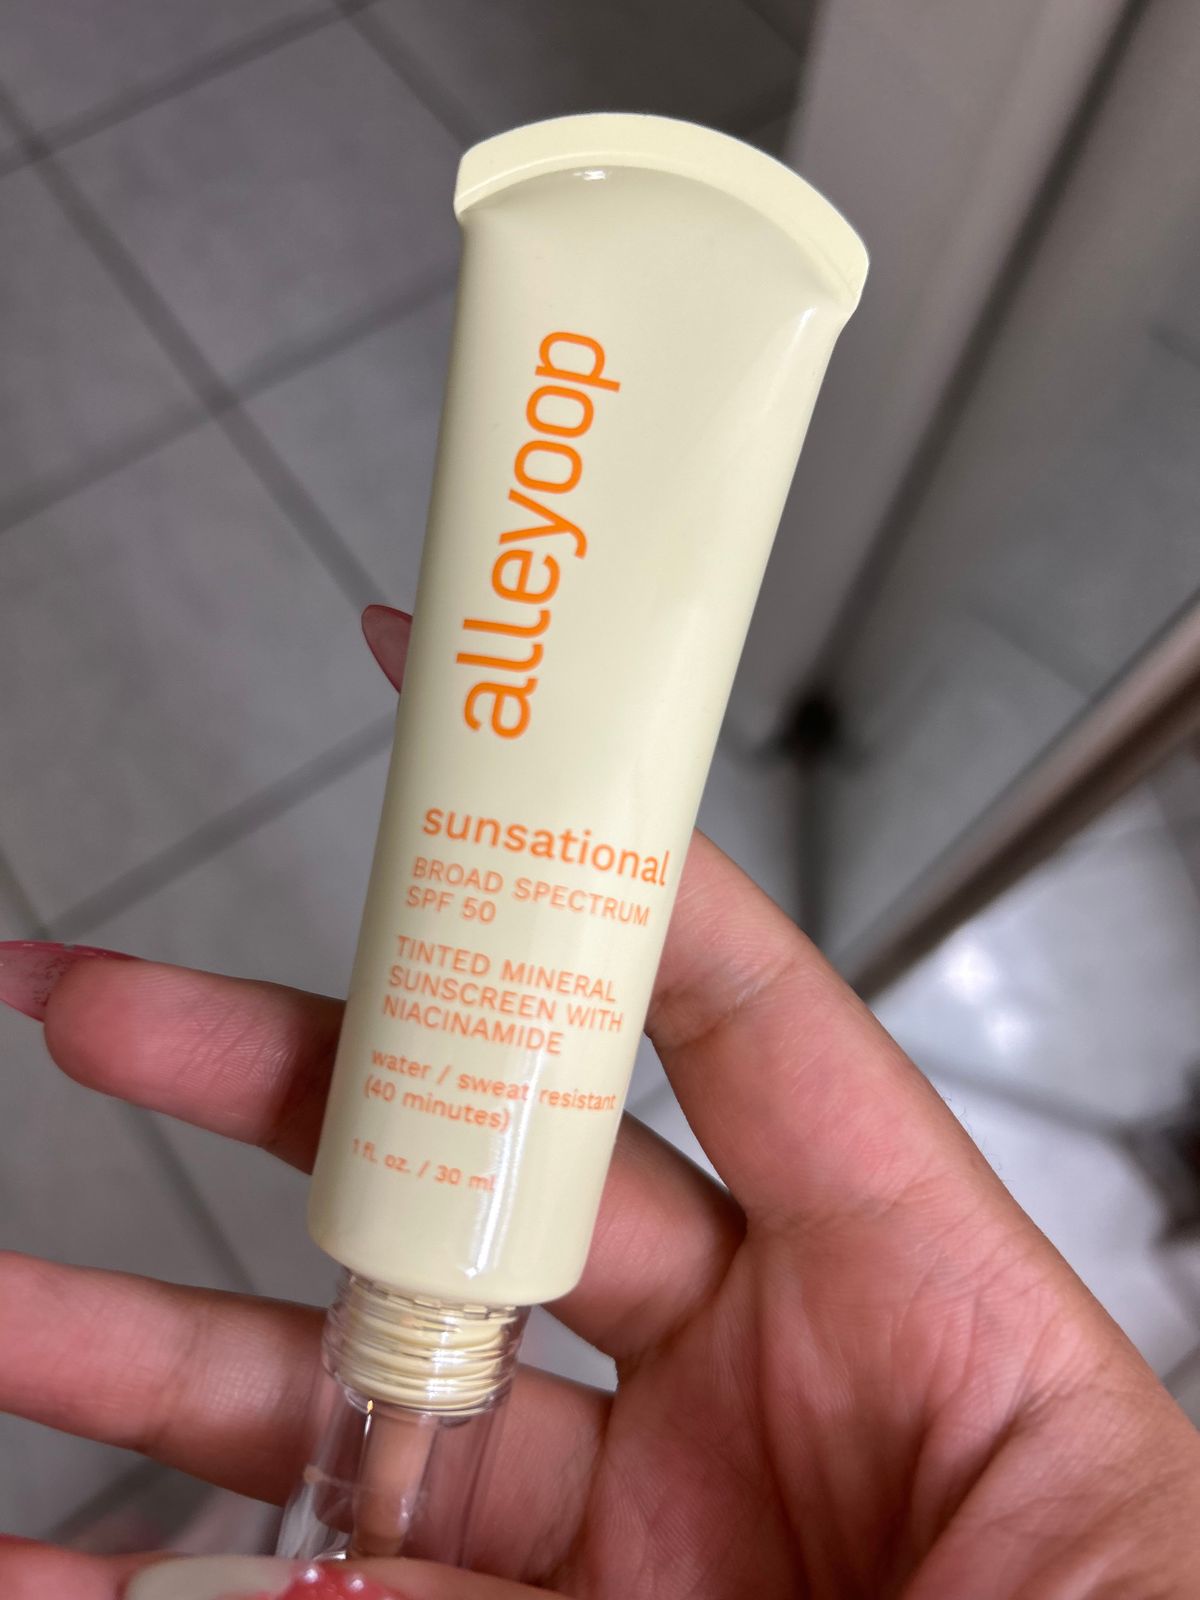 alleyoop
sunsational
BROAD SPECTRUM
SPF 50
TINTED MINERAL
SUNSCREEN WITH
NIACINAMIDE
water / sweat resistant
(40 minutes)
1 fl. oz. / 30 ml